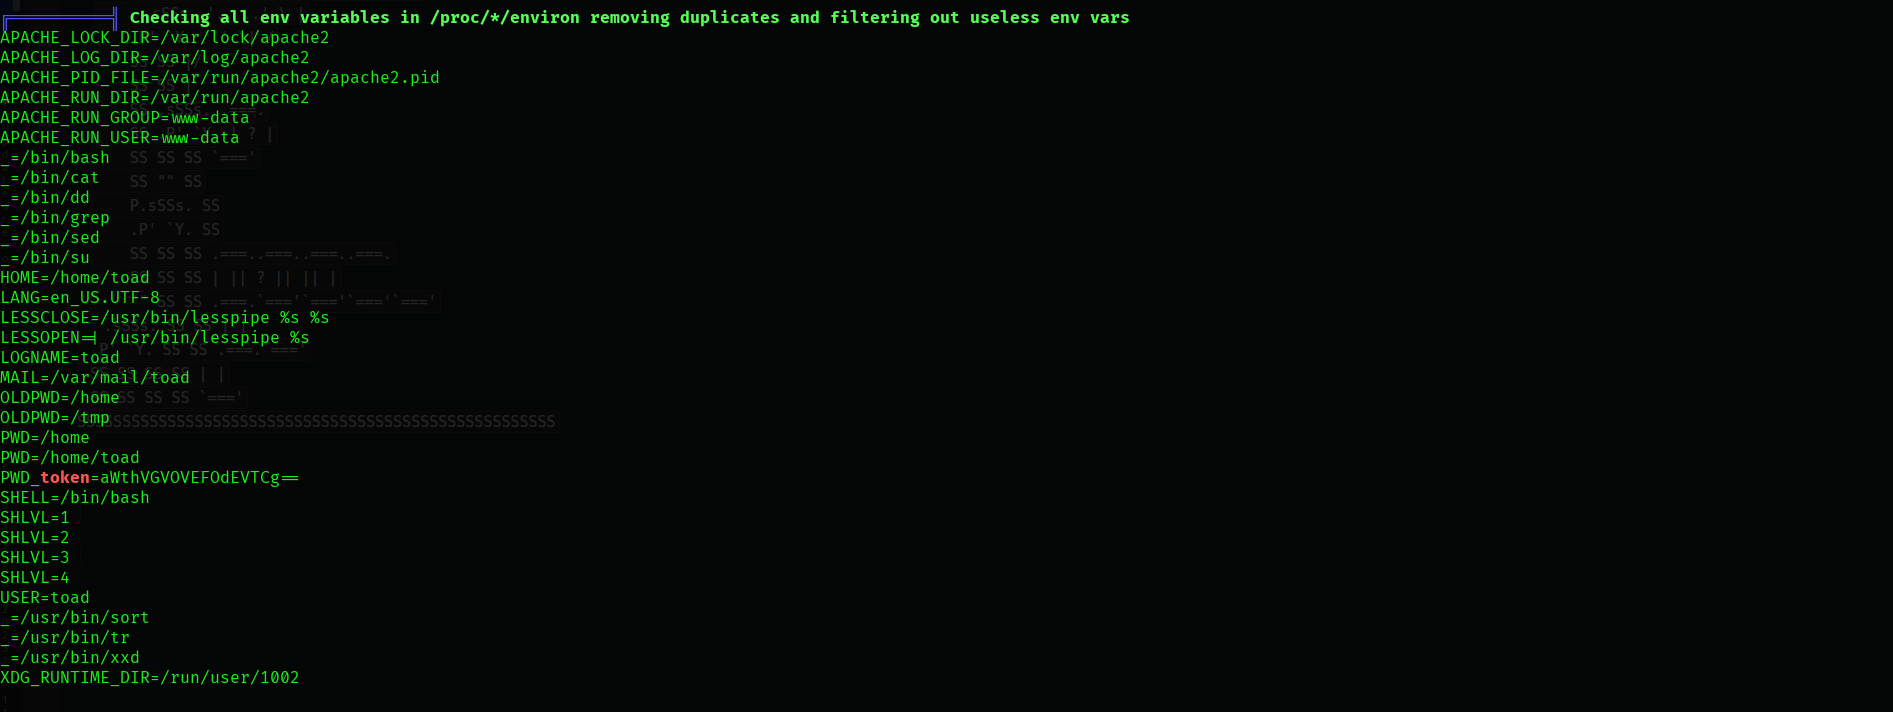 Checking all env variables in /proc/*/environ removing duplicates and filtering out useless env vars
APACHE_LOCK_DIR=/var/lock/apache2
APACHE_LOG_DIR=/var/log/apache2
APACHE_PID_FILE=/var/run/apache2/apache2.pid
APACHE_RUN_DIR=/var/run/apache2
APACHE_RUN_GROUP=www-data
APACHE_RUN_USER=www-data
_=/bin/bash
_=/bin/cat
_=/bin/dd
_=/bin/grep
_=/bin/sed
_=/bin/su
HOME=/home/toad
LANG=en_US.UTF-8
LESSCLOSE=/usr/bin/lesspipe %s %s
LESSOPEN=| /usr/bin/lesspipe %s
LOGNAME=toad
MAIL=/var/mail/toad
OLDPWD=/home
OLDPWD=/tmp
PWD=/home
PWD=/home/toad
PWD_token=aWthVGVOVEFOdEVTCg==
SHELL=/bin/bash
SHLVL=1
SHLVL=2
SHLVL=3
SHLVL=4
USER=toad
_=/usr/bin/sort
_=/usr/bin/tr
_=/usr/bin/xxd
XDG_RUNTIME_DIR=/run/user/1002